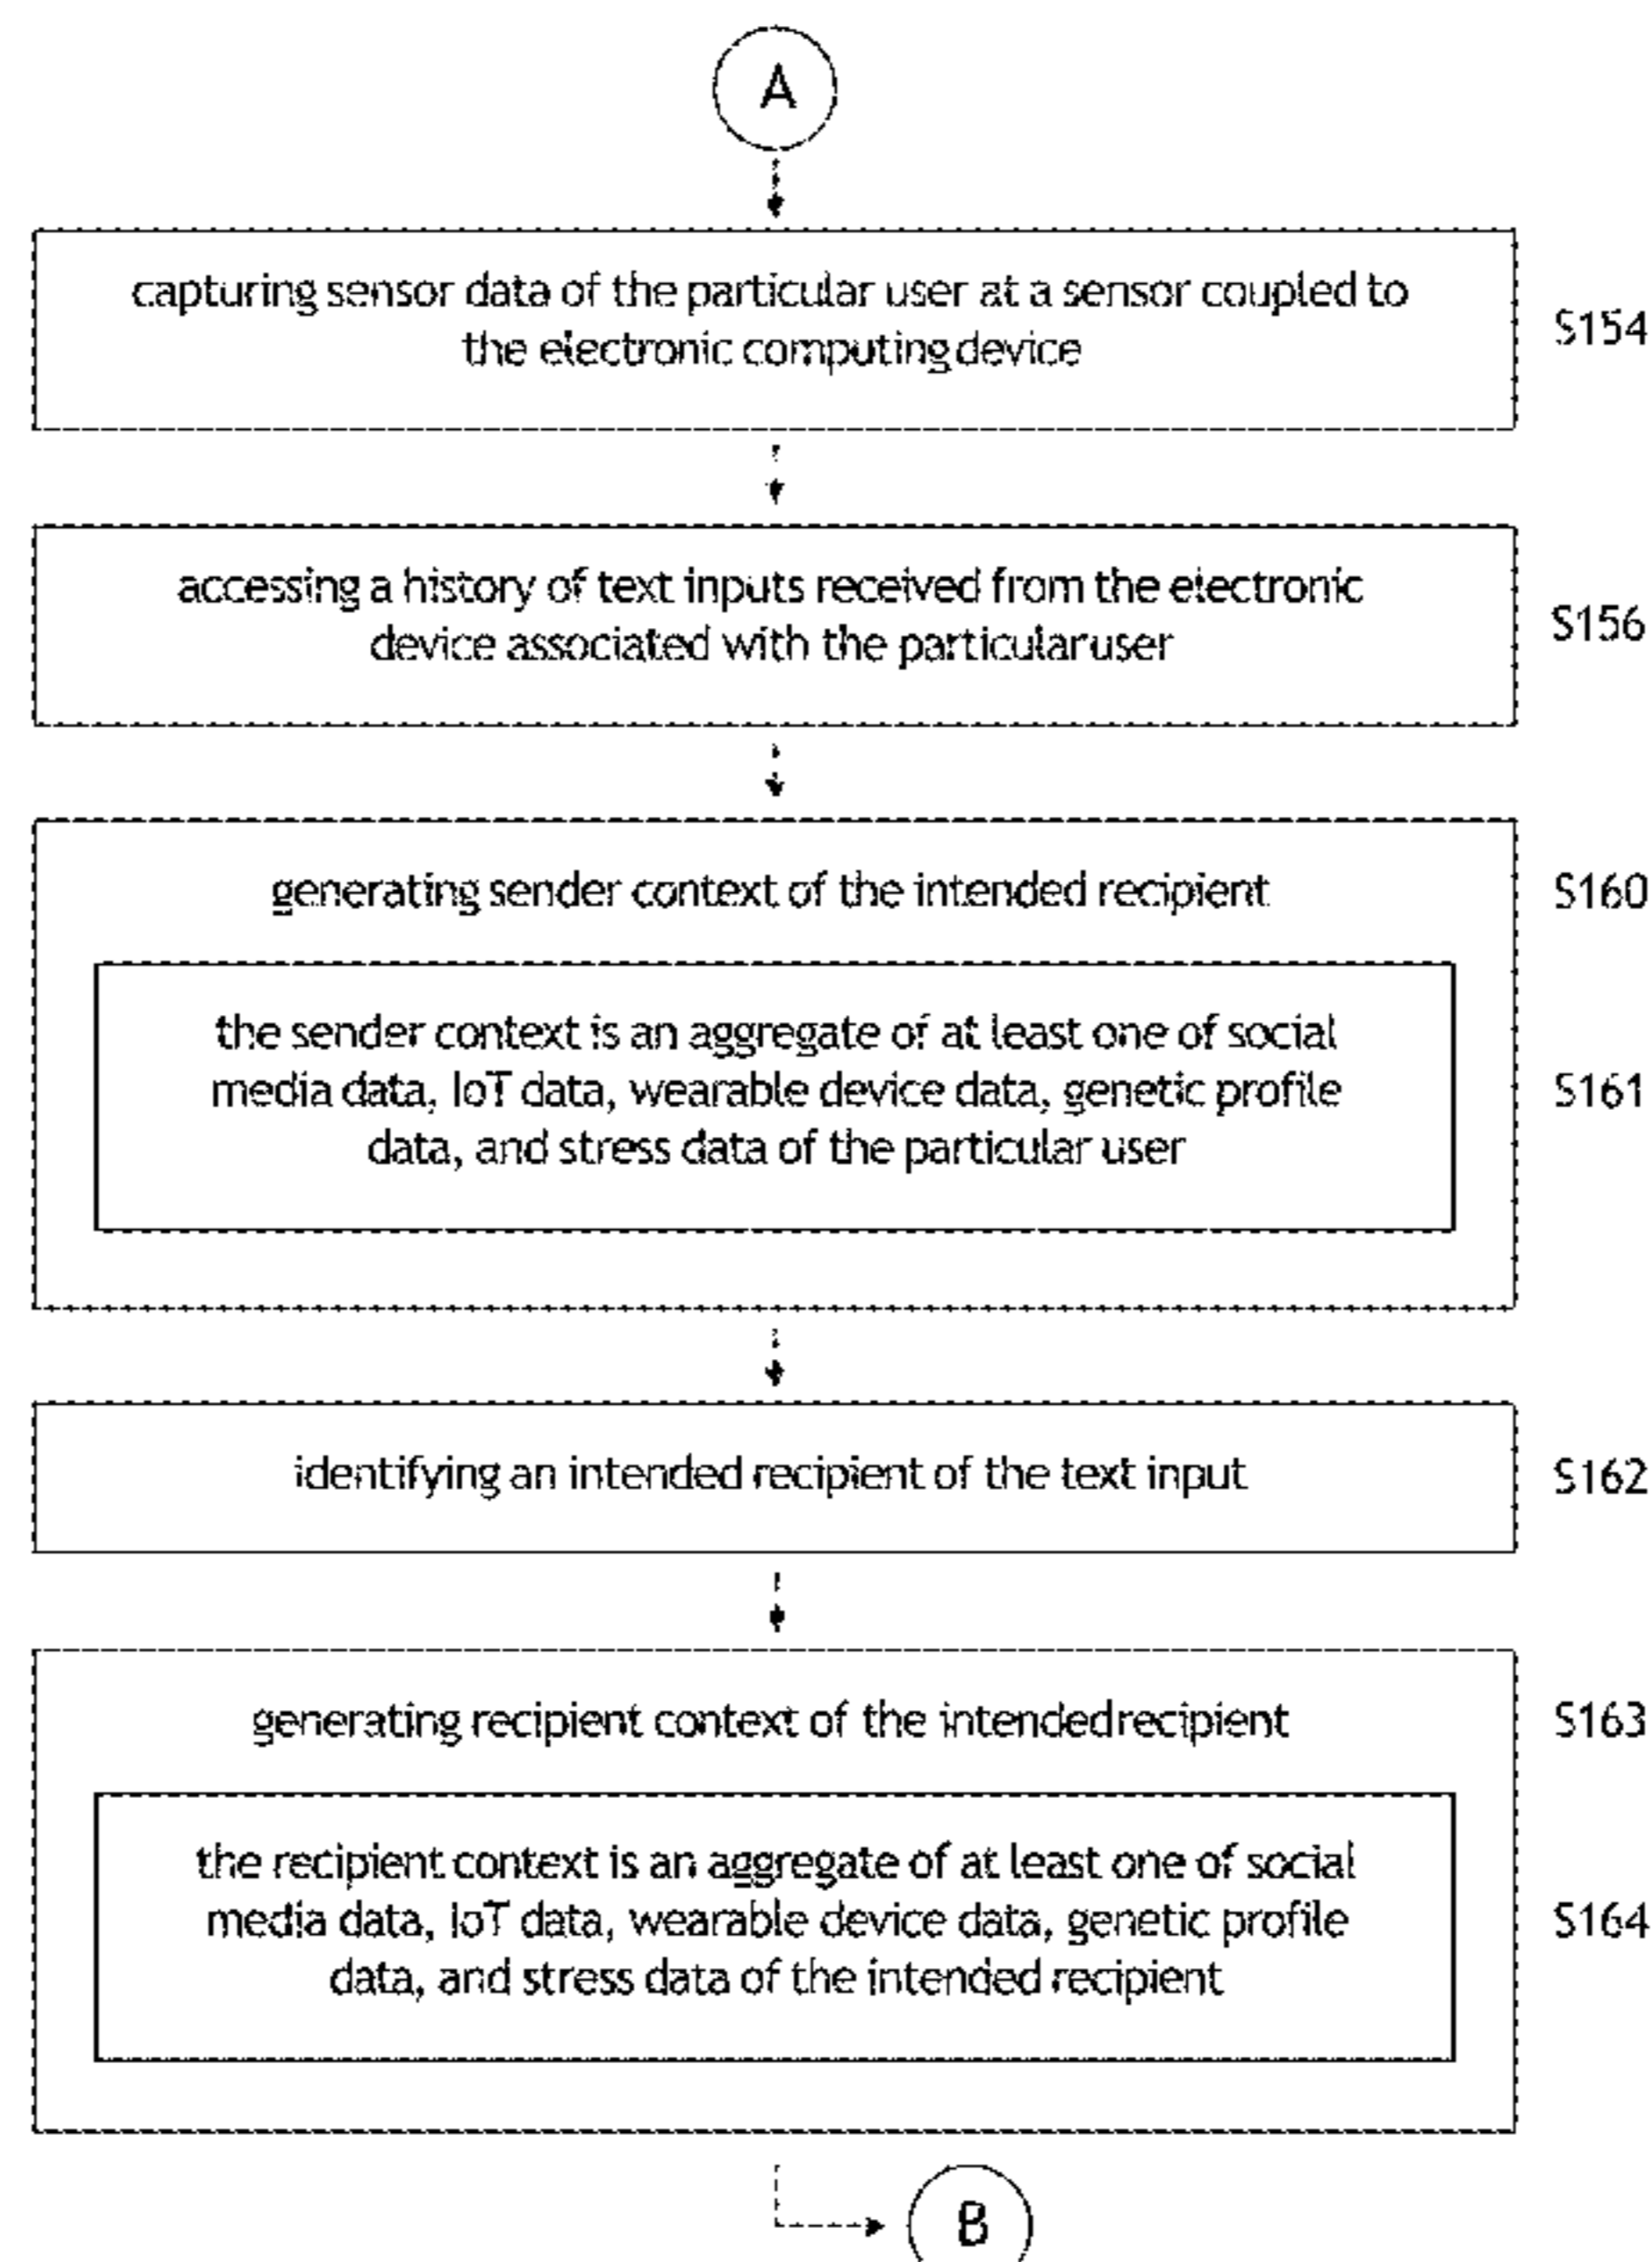 A
capturing sensor data of the particular user at a sensor coupled to
the electronic computing device
S154
accessing a history of text inputs received from the electronic
device associated with the particular user
S156
generating sender context of the intended recipient
S160
the sender context is an aggregate of at least one of social
media data, IoT data, wearable device data, genetic profile
data, and stress data of the particular user
S161
identifying an intended recipient of the text input
S162
generating recipient context of the intended recipient
S163
the recipient context is an aggregate of at least one of social
media data, IoT data, wearable device data, genetic profile
data, and stress data of the intended recipient
S164
B